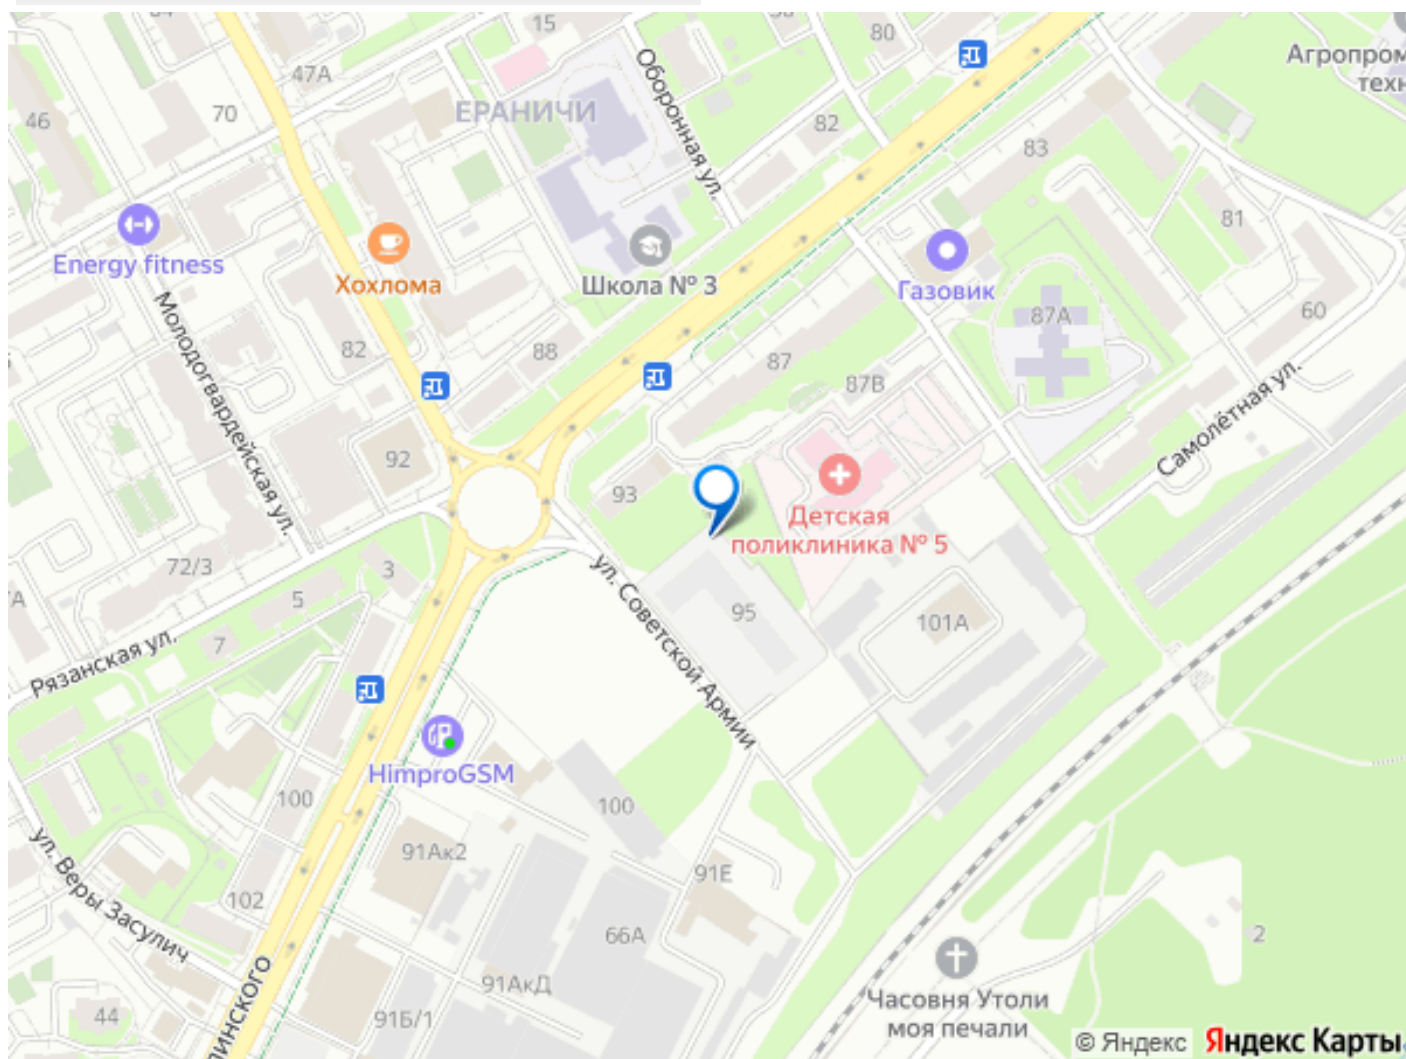 15
80
Агропром
техн
47А
Оборонная ул.
46
70
ЕРАНИЧИ
82
83
81
Energy fitness
Хохлома
Школа № 3
Газовик
87А
60
Молодогвардейская ул.
82
88
87
87В
Самолётная ул.
92
93
Детская
поликлиника № 5
72/3
3
5
7
ул. Советской Армии
95
101А
Рязанская ул.
HimproGSM
100
100
91Ак2
91Е
ул. Веры Засулич
102
66А
2
91АкД
Часовня Утоли
моя печали
44
91Б/1
линского
© Яндекс
Яндекс Карты